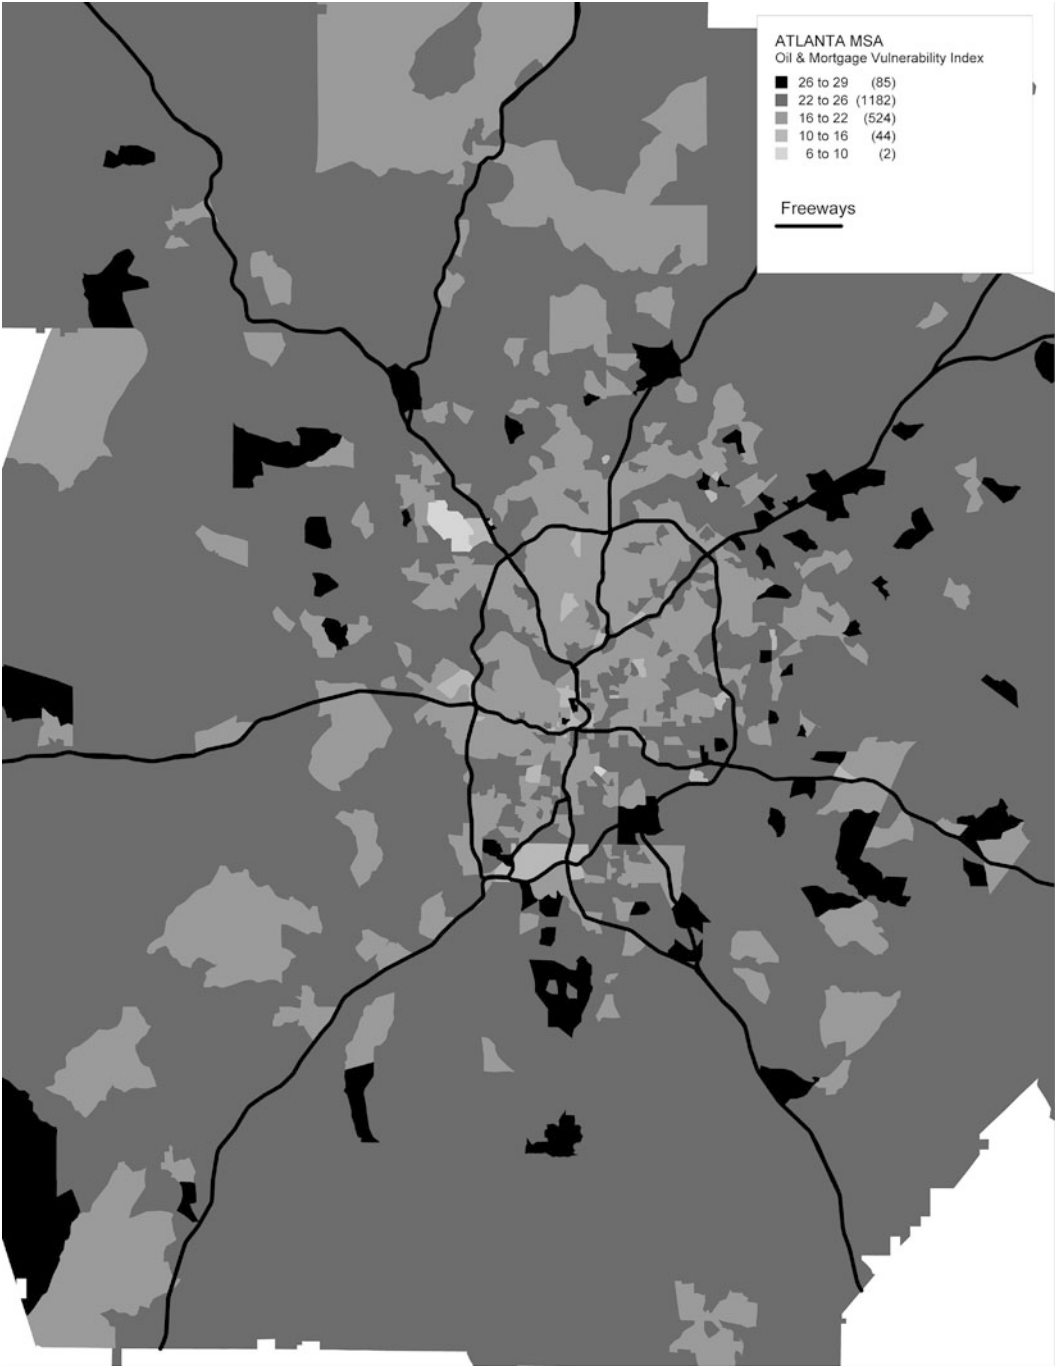 ATLANTA MSA
Oil & Mortgage Vulnerability Index
26 to 29 (85)
22 to 26 (1182)
16 to 22 (524)
10 to 16 (44)
6 to 10 (2)
Freeways